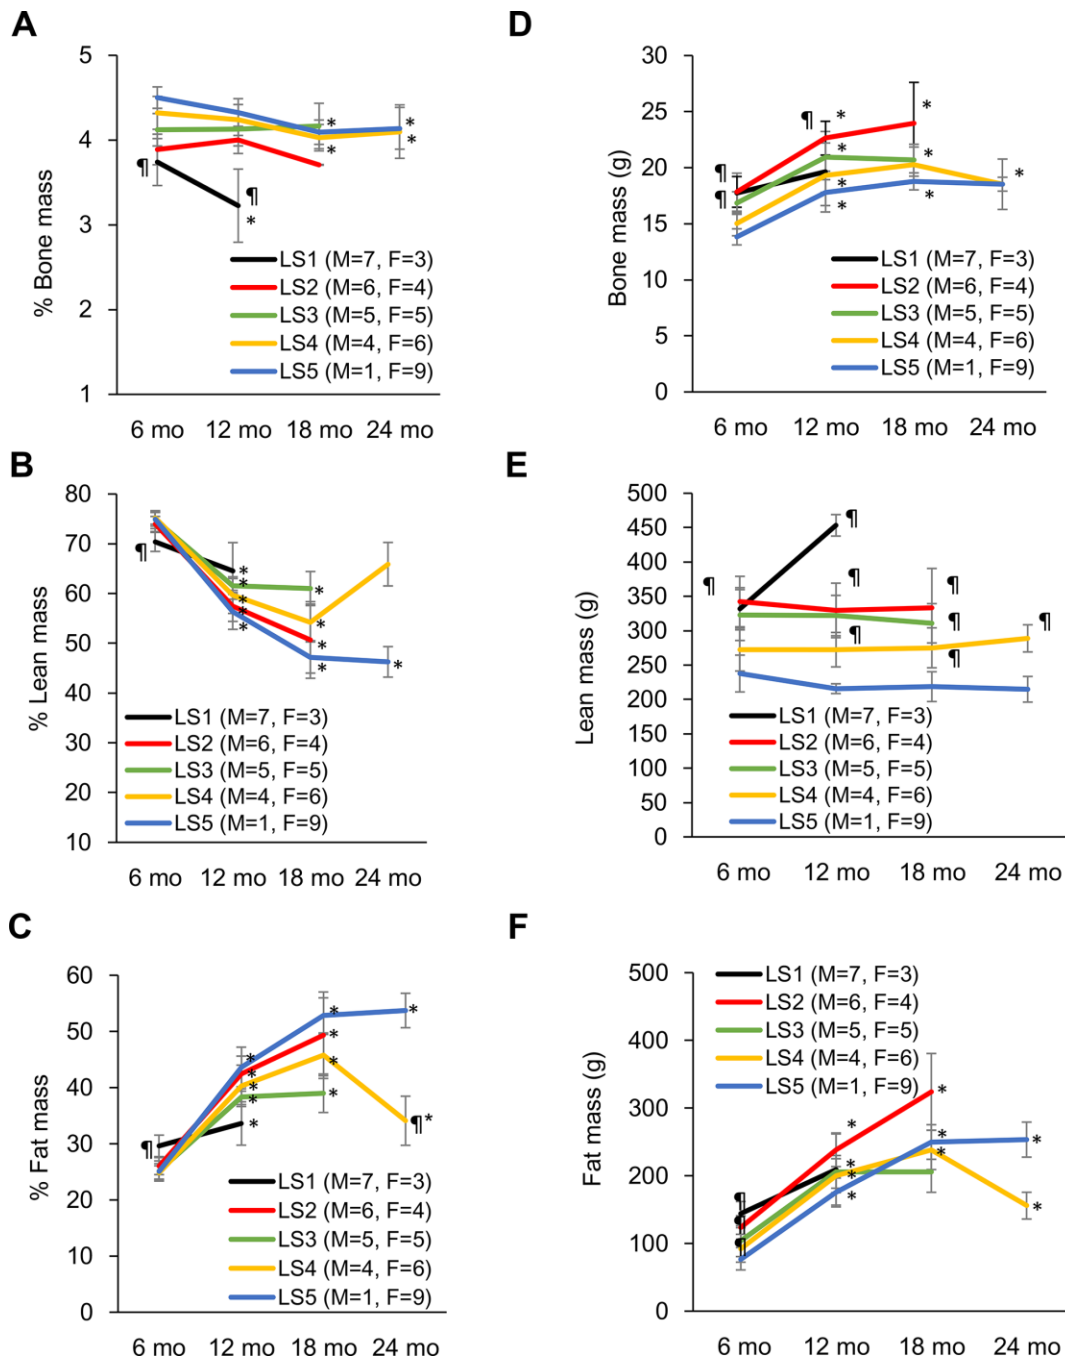 A
% Bone mass
5
4
3
2
1
¶
¶
*
*
*
*
*
LS1 (M=7, F=3)
LS2 (M=6, F=4)
LS3 (M=5, F=5)
LS4 (M=4, F=6)
LS5 (M=1, F=9)
6 mo 12 mo 18 mo 24 mo
D
Bone mass (g)
30
25
20
15
10
5
0
¶
¶
¶
*
*
*
*
*
*
*
*
LS1 (M=7, F=3)
LS2 (M=6, F=4)
LS3 (M=5, F=5)
LS4 (M=4, F=6)
LS5 (M=1, F=9)
6 mo 12 mo 18 mo 24 mo
B
% Lean mass
80
70
60
50
40
30
20
10
¶
*
*
*
*
*
*
*
*
*
*
LS1 (M=7, F=3)
LS2 (M=6, F=4)
LS3 (M=5, F=5)
LS4 (M=4, F=6)
LS5 (M=1, F=9)
6 mo 12 mo 18 mo 24 mo
E
Lean mass (g)
500
450
400
350
300
250
200
150
100
50
0
¶
¶
¶
¶
¶
¶
¶
¶
LS1 (M=7, F=3)
LS2 (M=6, F=4)
LS3 (M=5, F=5)
LS4 (M=4, F=6)
LS5 (M=1, F=9)
6 mo 12 mo 18 mo 24 mo
C
% Fat mass
60
50
40
30
20
10
0
¶
*
*
*
*
*
*
*
*
*
*
¶*
LS1 (M=7, F=3)
LS2 (M=6, F=4)
LS3 (M=5, F=5)
LS4 (M=4, F=6)
LS5 (M=1, F=9)
6 mo 12 mo 18 mo 24 mo
F
Fat mass (g)
500
400
300
200
100
0
LS1 (M=7, F=3)
LS2 (M=6, F=4)
LS3 (M=5, F=5)
LS4 (M=4, F=6)
LS5 (M=1, F=9)
¶
¶
¶
*
*
*
*
*
*
*
*
*
6 mo 12 mo 18 mo 24 mo